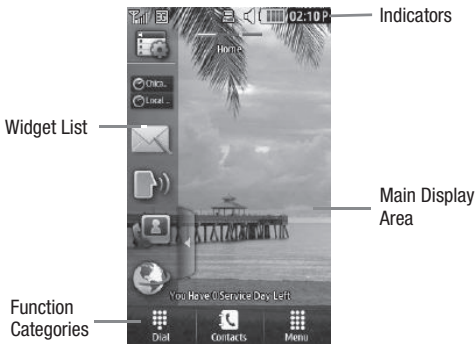 02:10P
Indicators
Home
Chica..
Local ..
Widget List
Main Display
Area
You Have 0 Service Day Left
Function
Categories
Dial
Contacts
Menu